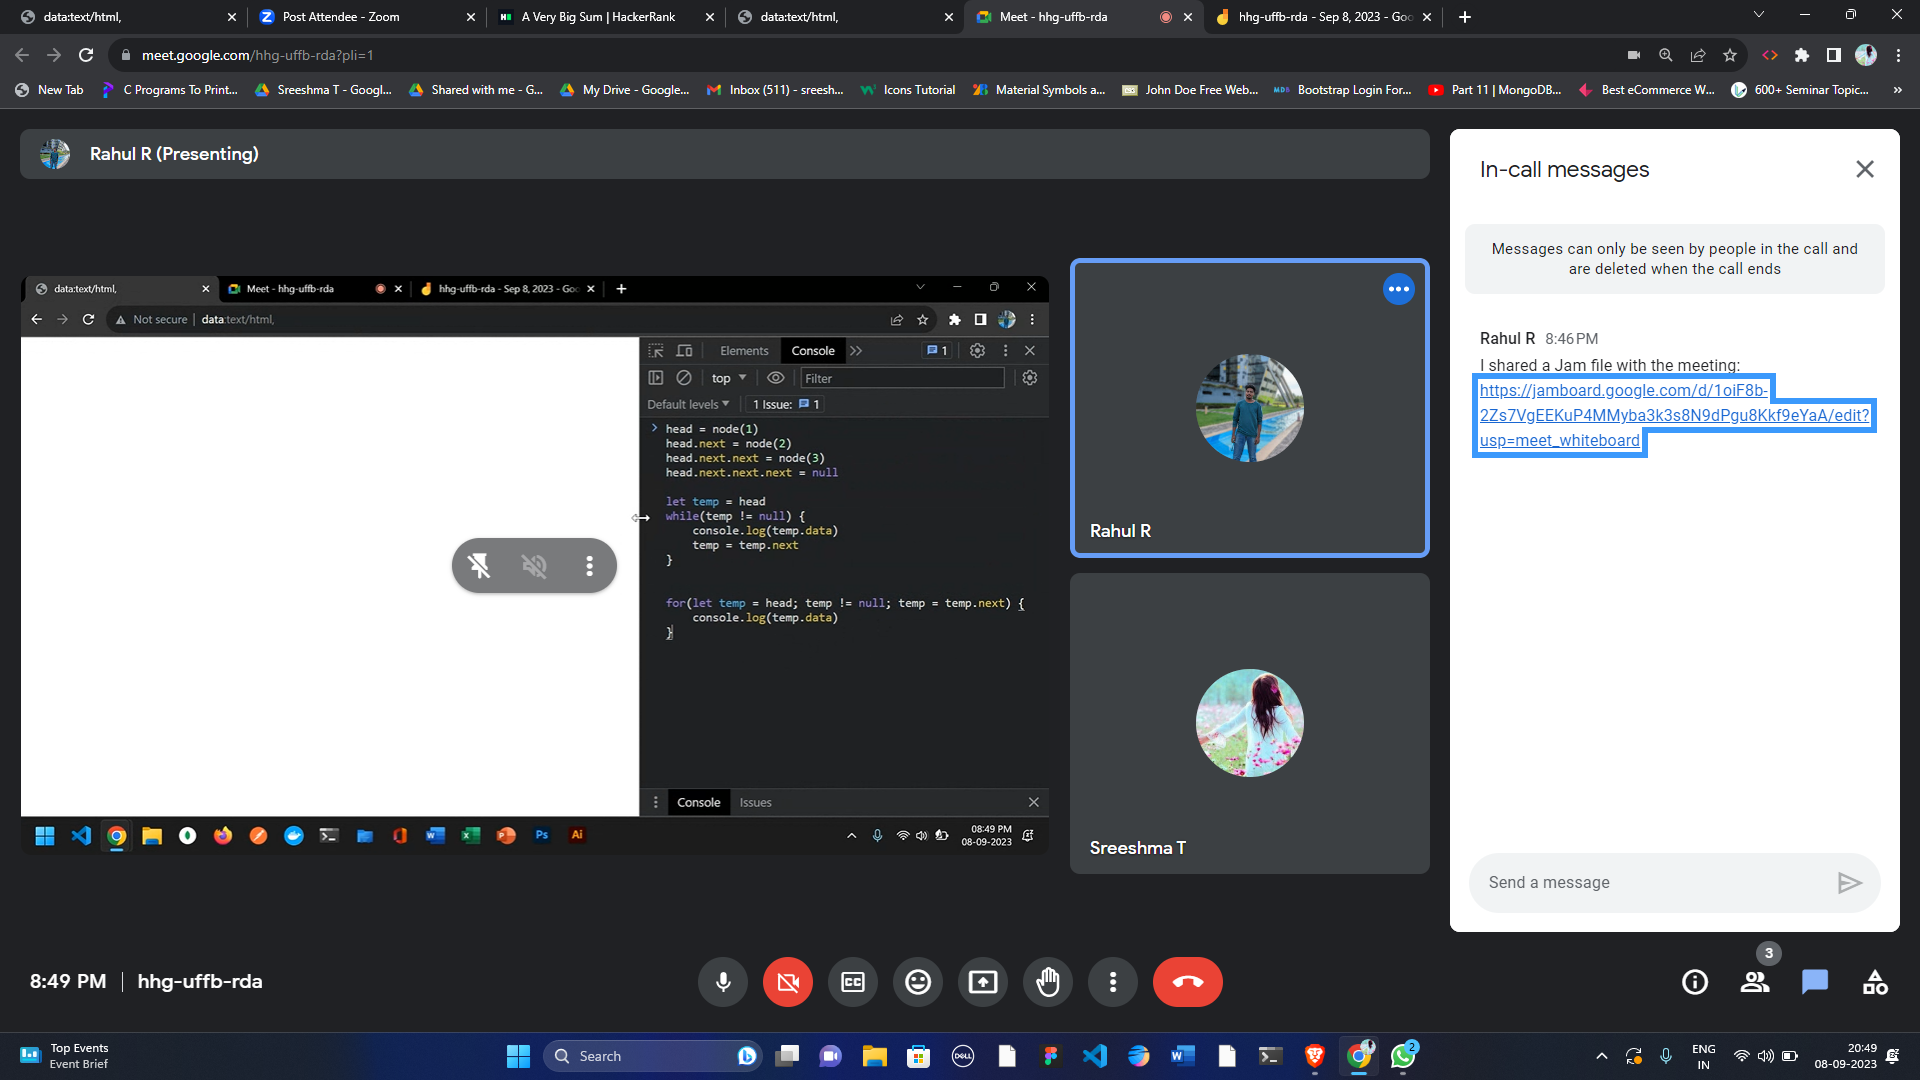 data:text/html,
Post Attendee - Zoom
A Very Big Sum | HackerRank
data:text/html,
Meet - hhg-uffb-rda
hhg-uffb-rda - Sep 8, 2023 - Goo
meet.google.com/hhg-uffb-rda?pli=1
New Tab
C Programs To Print...
Sreeshma T - Googl...
Shared with me - G...
My Drive - Google...
Inbox (511) - sreesh...
Icons Tutorial
Material Symbols a...
John Doe Free Web...
Bootstrap Login For...
Part 11 | MongoDB...
Best eCommerce W...
600+ Seminar Topic...
»
Rahul R (Presenting)
data:text/html,
Meet - hhg-uffb-rda
hhg-uffb-rda - Sep 8, 2023 - Goo
Not secure | data:text/html,
Elements
Console
1
top
Filter
Default levels
1 Issue: 1
head = node(1)
head.next = node(2)
head.next.next = node(3)
head.next.next.next = null
let temp = head
while(temp != null) {
console.log(temp.data)
temp = temp.next
}
for(let temp = head; temp != null; temp = temp.next) {
console.log(temp.data)
}
Console
Issues
08:49 PM
08-09-2023
Rahul R
Sreeshma T
In-call messages
Messages can only be seen by people in the call and
are deleted when the call ends
Rahul R 8:46 PM
I shared a Jam file with the meeting:
https://jamboard.google.com/d/1oiF8b-
2Zs7VgEEKuP4MMyba3k3s8N9dPgu8Kkf9eYaA/edit?
usp=meet_whiteboard
Send a message
8:49 PM | hhg-uffb-rda
CC
3
Top Events
Event Brief
Search
DELL
2
ENG
IN
20:49
08-09-2023